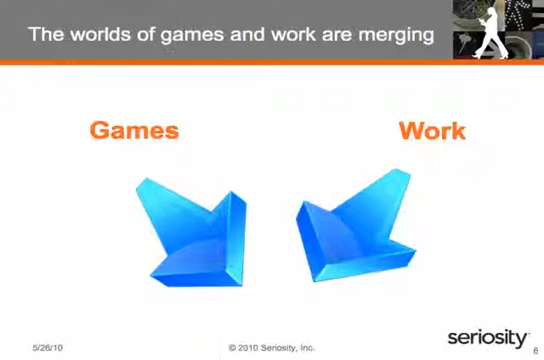 The worlds of games and work are merging
Games
Work
5/26/10
© 2010 Seriosity, Inc.
seriosity
6